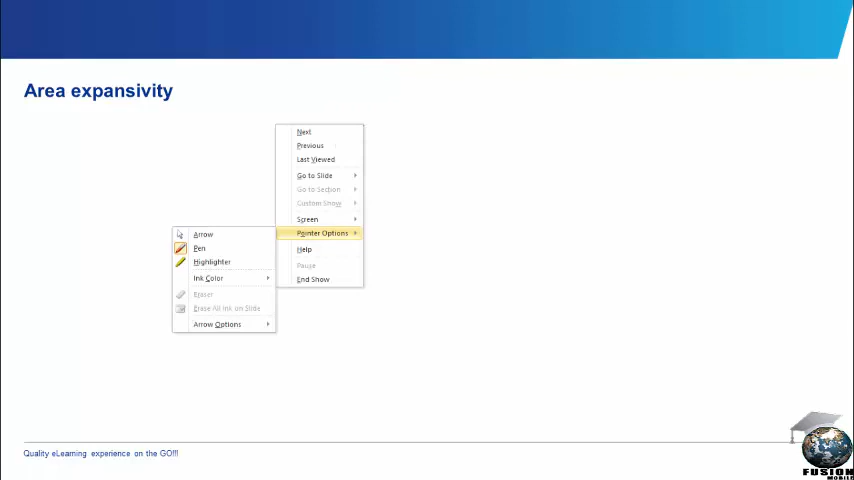 Area expansivity
Next
Previous
Last Viewed
Go to Slide
Go to Section
Custom Show
Screen
Pointer Options
Help
Pause
End Show
Arrow
Pen
Highlighter
Ink Color
Eraser
Erase All Ink on Slide
Arrow Options
Quality eLearning experience on the GO!!!
FUSION
MOBILE